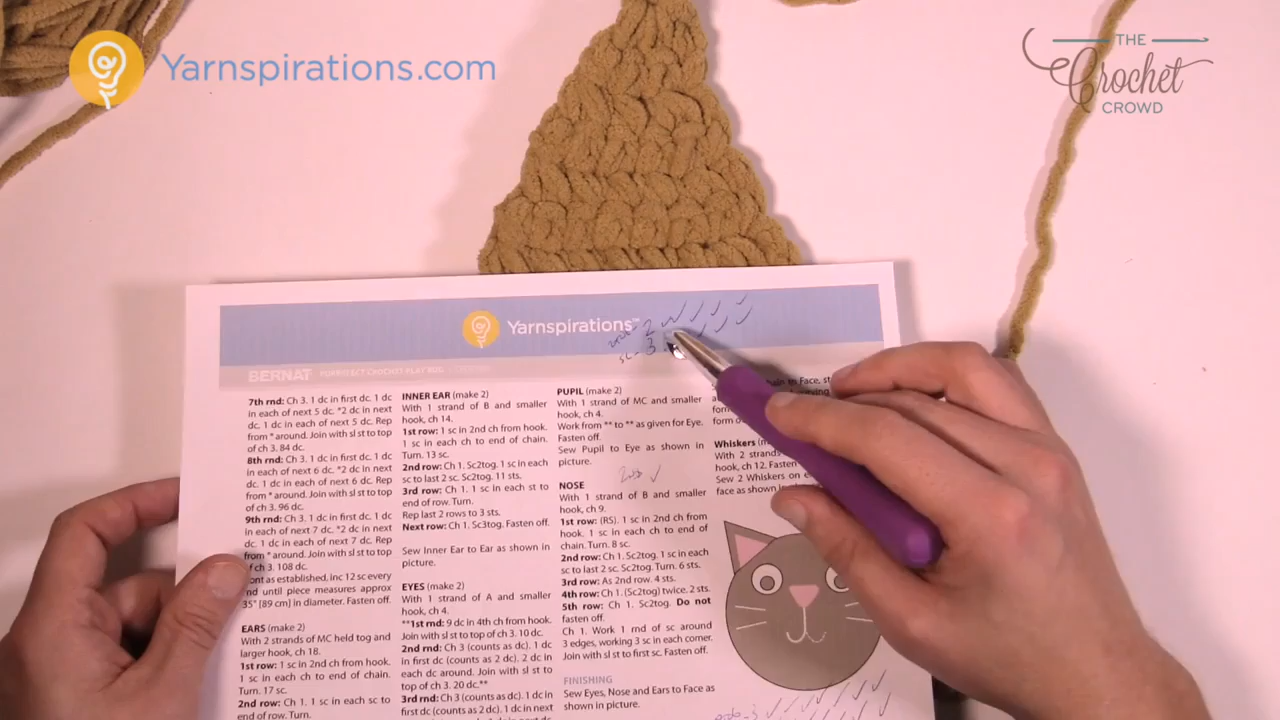 Yarnspirations.com
THE
Crochet
CROWD
Yarnspirations™
2
sc - 3
BERNAT
7th rnd: Ch 3. 1 dc in first dc. 1 dc
in each of next 5 dc. *2 dc in next
dc. 1 dc in each of next 5 dc. Rep
from * around. Join with sl st to top
of ch 3. 84 dc.
8th rnd: Ch 3. 1 dc in first dc. 1 dc
in each of next 6 dc. *2 dc in next
dc. 1 dc in each of next 6 dc. Rep
from * around. Join with sl st to top
of ch 3. 96 dc.
9th rnd: Ch 3. 1 dc in first dc. 1 dc
in each of next 7 dc. *2 dc in next
dc. 1 dc in each of next 7 dc. Rep
from * around. Join with sl st to top
of ch 3. 108 dc.
ont as established, inc 12 sc every
nd until piece measures approx
35" [89 cm] in diameter. Fasten off.
EARS (make 2)
With 2 strands of MC held tog and
larger hook, ch 18.
1st row: 1 sc in 2nd ch from hook.
1 sc in each ch to end of chain.
Turn. 17 sc.
2nd row: Ch 1. 1 sc in each sc to
end of row. Turn.
INNER EAR (make 2)
With 1 strand of B and smaller
hook, ch 14.
1st row: 1 sc in 2nd ch from hook.
1 sc in each ch to end of chain.
Turn. 13 sc.
2nd row: Ch 1. Sc2tog. 1 sc in each
sc to last 2 sc. Sc2tog. 11 sts.
3rd row: Ch 1. 1 sc in each st to
end of row. Turn.
Rep last 2 rows to 3 sts.
Next row: Ch 1. Sc3tog. Fasten off.
Sew Inner Ear to Ear as shown in
picture.
EYES (make 2)
With 1 strand of A and smaller
hook, ch 4.
**1st rnd: 9 dc in 4th ch from hook.
Join with sl st to top of ch 3. 10 dc.
2nd rnd: Ch 3 (counts as dc). 1 dc
in first dc (counts as 2 dc). 2 dc in
each dc around. Join with sl st to
top of ch 3. 20 dc.**
3rd rnd: Ch 3 (counts as dc). 1 dc in
first dc (counts as 2 dc). 1 dc in next
PUPIL (make 2)
With 1 strand of MC and smaller
hook, ch 4.
Work from ** to ** as given for Eye.
Fasten off.
Sew Pupil to Eye as shown in
picture.
NOSE
With 1 strand of B and smaller
hook, ch 9.
1st row: (RS). 1 sc in 2nd ch from
hook. 1 sc in each ch to end of
chain. Turn. 8 sc.
2nd row: Ch 1. Sc2tog. 1 sc in each
sc to last 2 sc. Sc2tog. Turn. 6 sts.
3rd row: As 2nd row. 4 sts.
4th row: Ch 1. (Sc2tog) twice. 2 sts.
5th row: Ch 1. Sc2tog. Do not
fasten off.
Ch 1. Work 1 rnd of sc around
3 edges, working 3 sc in each corner.
Join with sl st to first sc. Fasten off.
FINISHING
Sew Eyes, Nose and Ears to Face as
shown in picture.
to Face, st
form
form o
Whiskers
With 2 strands
hook, ch 12. Fasten
Sew 2 Whiskers on
face as shown in